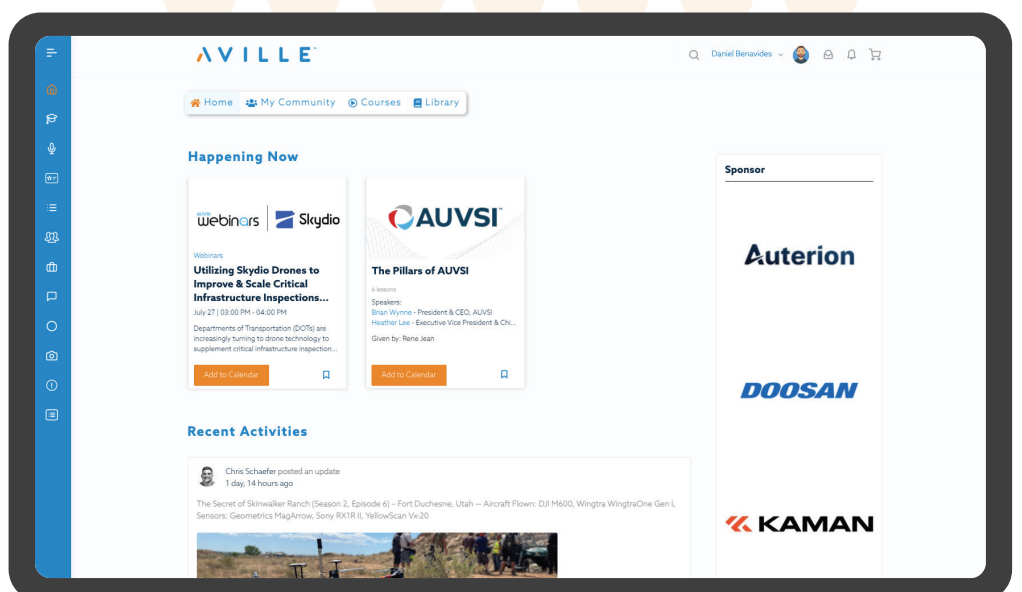 AVILLE
Daniel Benavides
Home My Community Courses Library
Happening Now
AUVSI
webinars Skydio
Webinars
Utilizing Skydio Drones to
Improve & Scale Critical
Infrastructure Inspections...
July 27 | 03:00 PM - 04:00 PM
Departments of Transportation (DOTs) are
increasingly turning to drone technology to
supplement critical infrastructure inspection...
Add to Calendar
AUVSI
The Pillars of AUVSI
6 lessons
Speakers:
Brian Wynne - President & CEO, AUVSI
Heather Lee - Executive Vice President & Chi...
Given by: Rene Jean
Add to Calendar
Sponsor
Auterion
DOOSAN
KAMAN
Recent Activities
Chris Schaefer posted an update
1 day, 14 hours ago
The Secret of Skinwalker Ranch (Season 2, Episode 6) – Fort Duchesne, Utah — Aircraft Flown: DJI M600, Wingtra WingtraOne Gen I,
Sensors: Geometrics MagArrow, Sony RX1R II, YellowScan Vx-20